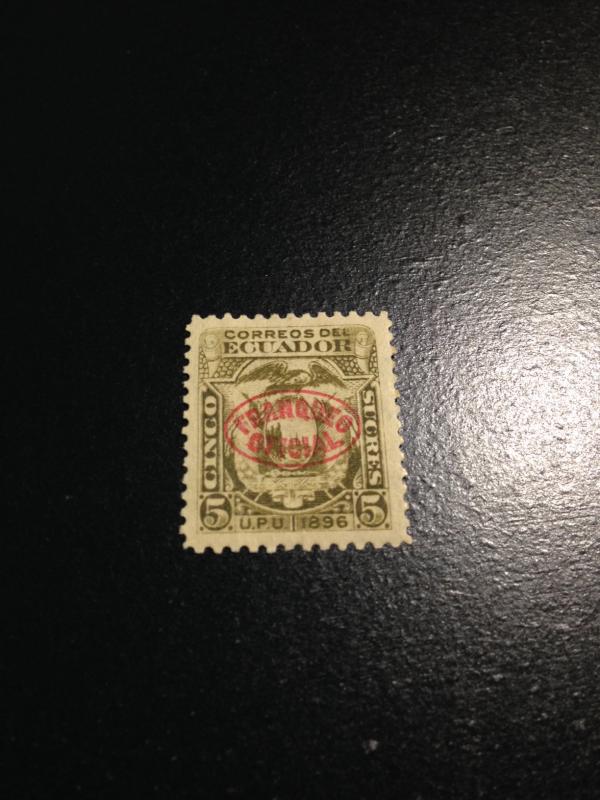 CORREOS DEL
ECUADOR
CINCO
SUCRES
FRANQUEO
OFICIAL
5
U.P.U 1896
5